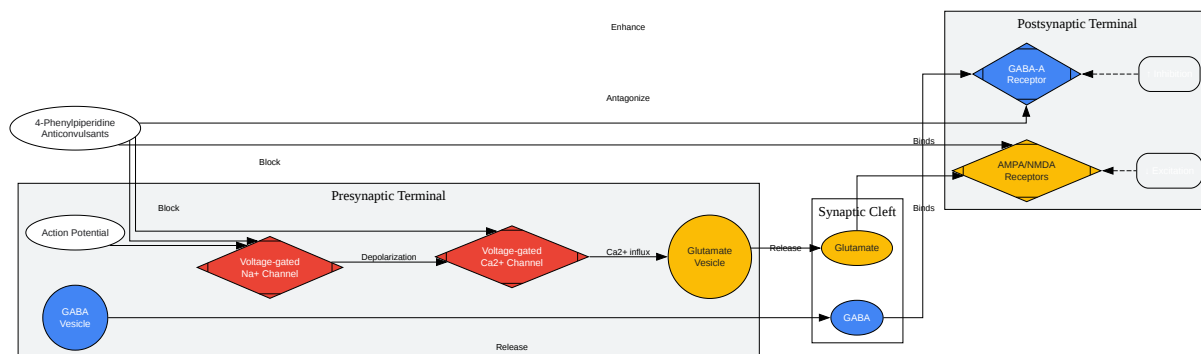 Enhance
Postsynaptic Terminal
GABA-A
Receptor
Antagonize
4-Phenylpiperidine
Anticonvulsants
Binds
Block
AMPA/NMDA
Receptors
Presynaptic Terminal
Block
Binds
Synaptic Cleft
Action Potential
Voltage-gated
Na+ Channel
Depolarization
Voltage-gated
Ca2+ Channel
Ca2+ influx
Glutamate
Vesicle
Release
Glutamate
GABA
Vesicle
GABA
Release